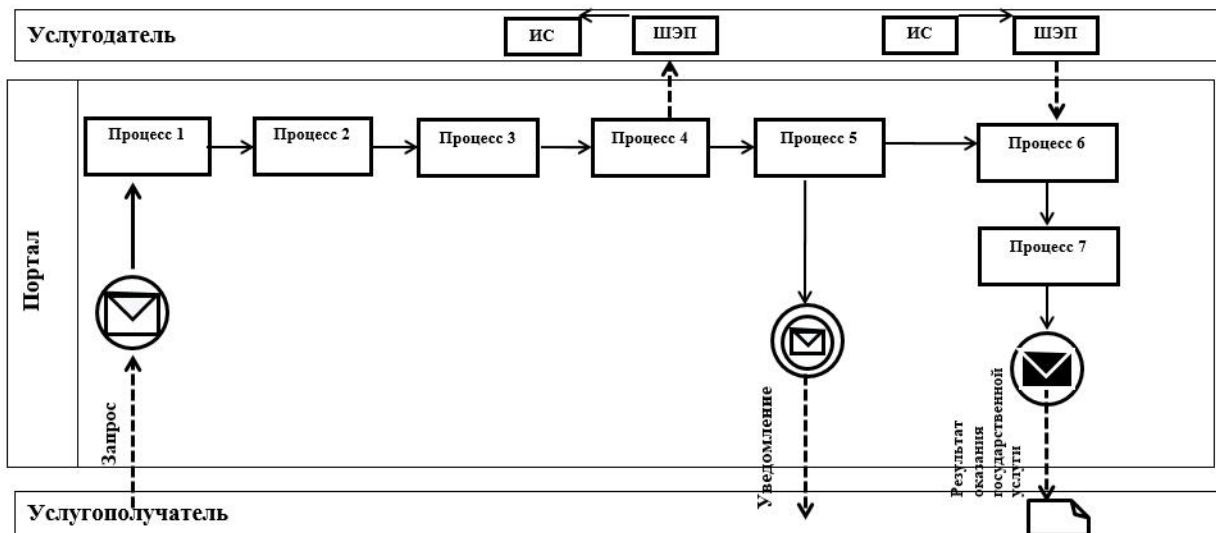 Услугодатель
ИС
ШЭП
ИС
ШЭП
Портал
Процесс 1
Процесс 2
Процесс 3
Процесс 4
Процесс 5
Процесс 6
Процесс 7
Запрос
Уведомление
Результат
оказания
государственной
услуги
Услугополучатель